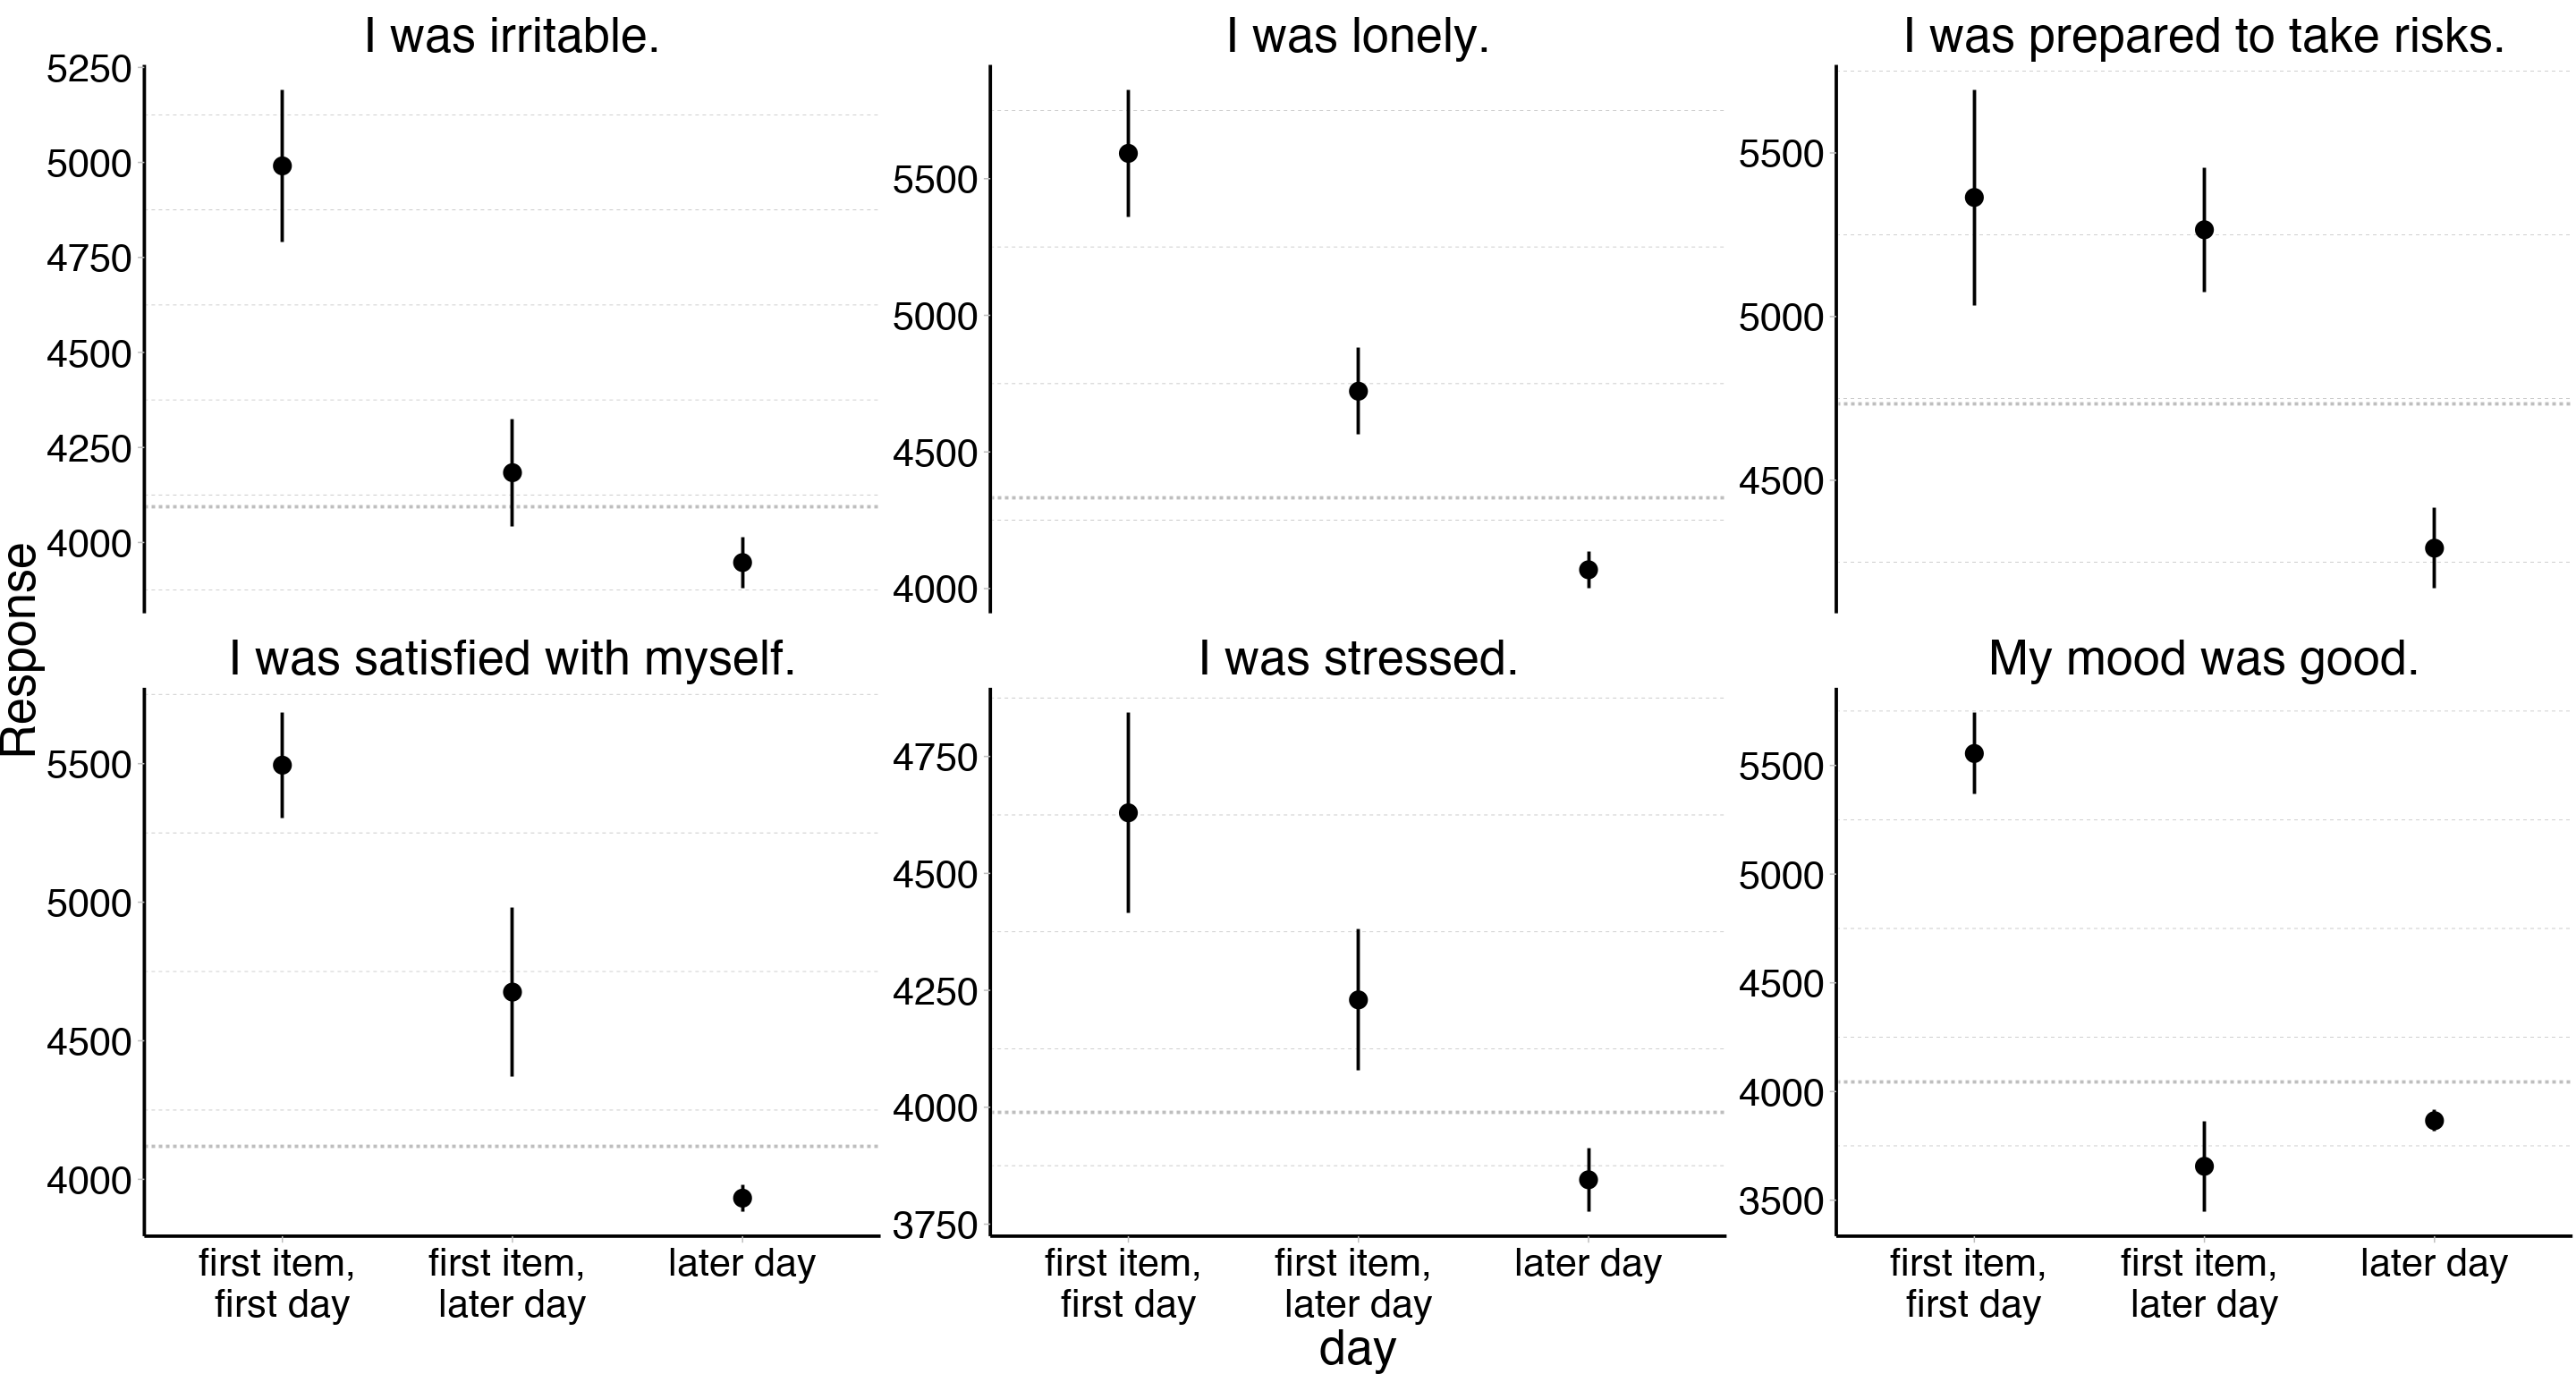 I was irritable.
I was lonely.
I was prepared to take risks.
5250
5000
4750
4500
4250
4000
5500
5000
4500
4000
5500
5000
4500
Response
I was satisfied with myself.
I was stressed.
My mood was good.
5500
5000
4500
4000
4750
4500
4250
4000
3750
5500
5000
4500
4000
3500
first item,
first day
first item,
later day
later day
first item,
first day
first item,
later day
later day
first item,
first day
first item,
later day
later day
day